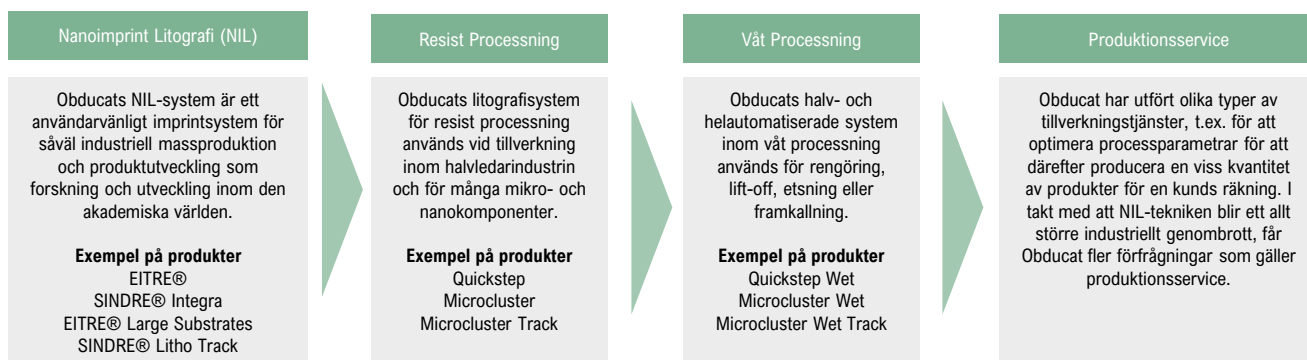 Nanoimprint Litografi (NIL)
Obducats NIL-system är ett
användarvänligt imprintsystem för
såväl industriell massproduktion
och produktutveckling som
forskning och utveckling inom den
akademiska världen.
Exempel på produkter
EITRE®
SINDRE® Integra
EITRE® Large Substrates
SINDRE® Litho Track
Resist Processning
Obducats litografisystem
för resist processning
används vid tillverkning
inom halvledarindustrin
och för många mikro- och
nanokomponenter.
Exempel på produkter
Quickstep
Microcluster
Microcluster Track
Våt Processning
Obducats halv- och
helautomatiserade system
inom våt processning
används för rengöring,
lift-off, etsning eller
framkallning.
Exempel på produkter
Quickstep Wet
Microcluster Wet
Microcluster Wet Track
Produktionsservice
Obducat har utfört olika typer av
tillverkningstjänster, t.ex. för att
optimera processparametrar för att
därefter producera en viss kvantitet
av produkter för en kunds räkning. I
takt med att NIL-tekniken blir ett allt
större industriellt genombrott, får
Obducat fler förfrågningar som gäller
produktionsservice.